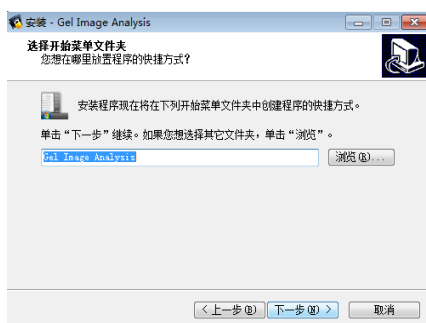 安装 - Gel Image Analysis
选择开始菜单文件夹
您想在哪里放置程序的快捷方式?
安装程序现在将在下列开始菜单文件夹中创建程序的快捷方式。
单击“下一步”继续。如果您想选择其它文件夹，单击“浏览”。
Gel Image Analysis
浏览(R)...
< 上一步(B)
下一步(N) >
取消